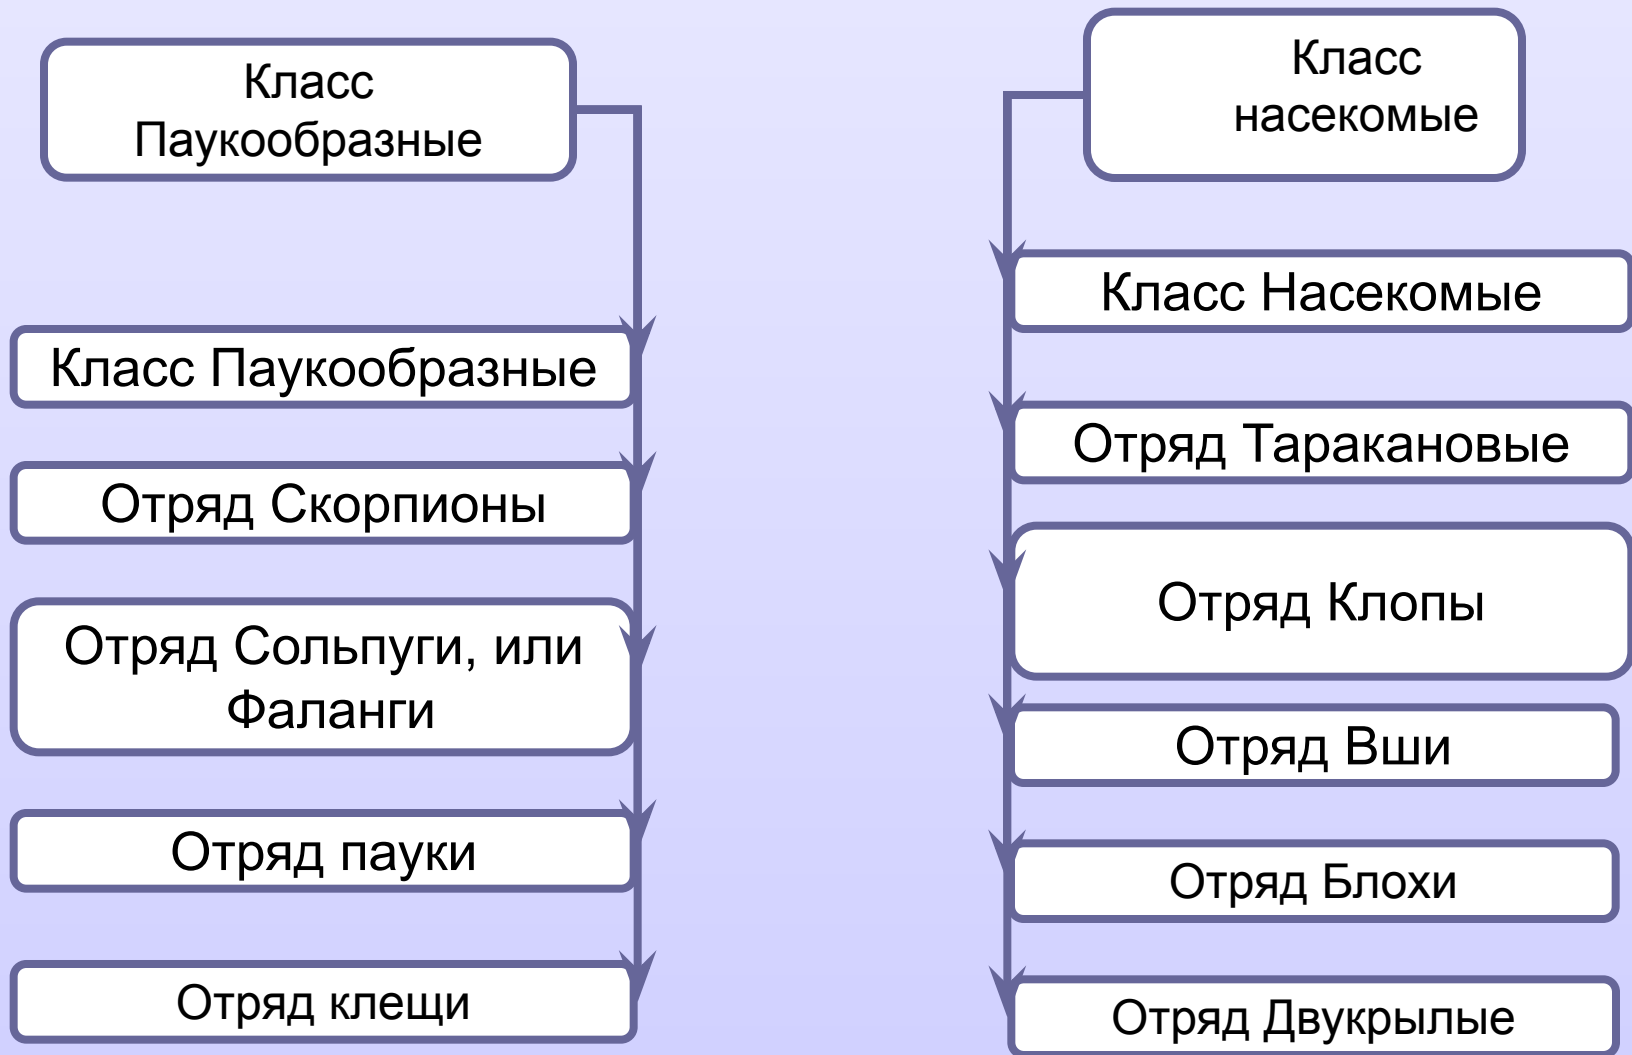 Класс
Паукообразные
Класс Паукообразные
Отряд Скорпионы
Отряд Сольпуги, или
Фаланги
Отряд пауки
Отряд клещи
Класс
насекомые
Класс Насекомые
Отряд Таракановые
Отряд Клопы
Отряд Вши
Отряд Блохи
Отряд Двукрылые